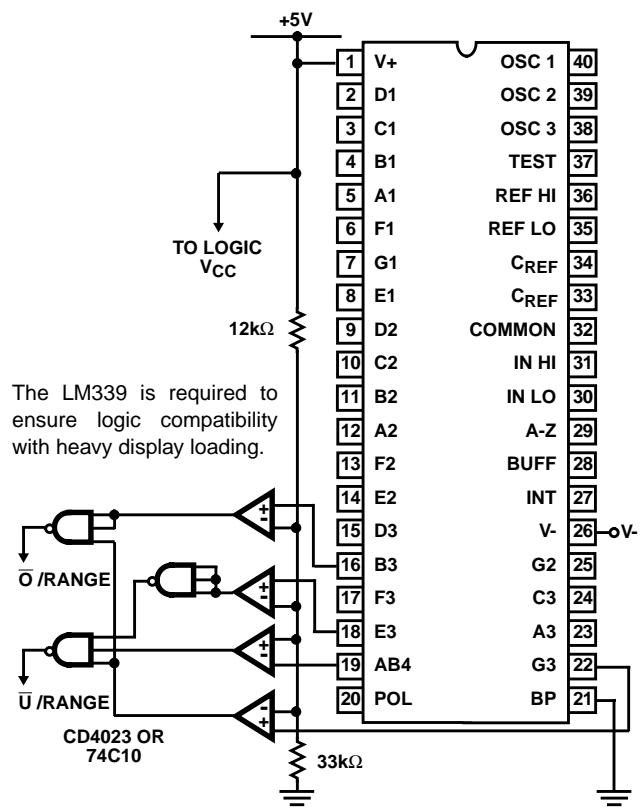 +5V
1 V+ OSC 1 40
2 D1 OSC 2 39
3 C1 OSC 3 38
4 B1 TEST 37
5 A1 REF HI 36
6 F1 REF LO 35
TO LOGIC
VCC
7 G1 CREF 34
8 E1 CREF 33
12kΩ
9 D2 COMMON 32
10 C2 IN HI 31
11 B2 IN LO 30
12 A2 A-Z 29
13 F2 BUFF 28
14 E2 INT 27
15 D3 V- 26 V-
16 B3 G2 25
17 F3 C3 24
18 E3 A3 23
19 AB4 G3 22
20 POL BP 21
The LM339 is required to
ensure logic compatibility
with heavy display loading.
+
-
O̅ /RANGE
+
-
+
-
U̅ /RANGE
-
+
CD4023 OR
74C10
33kΩ